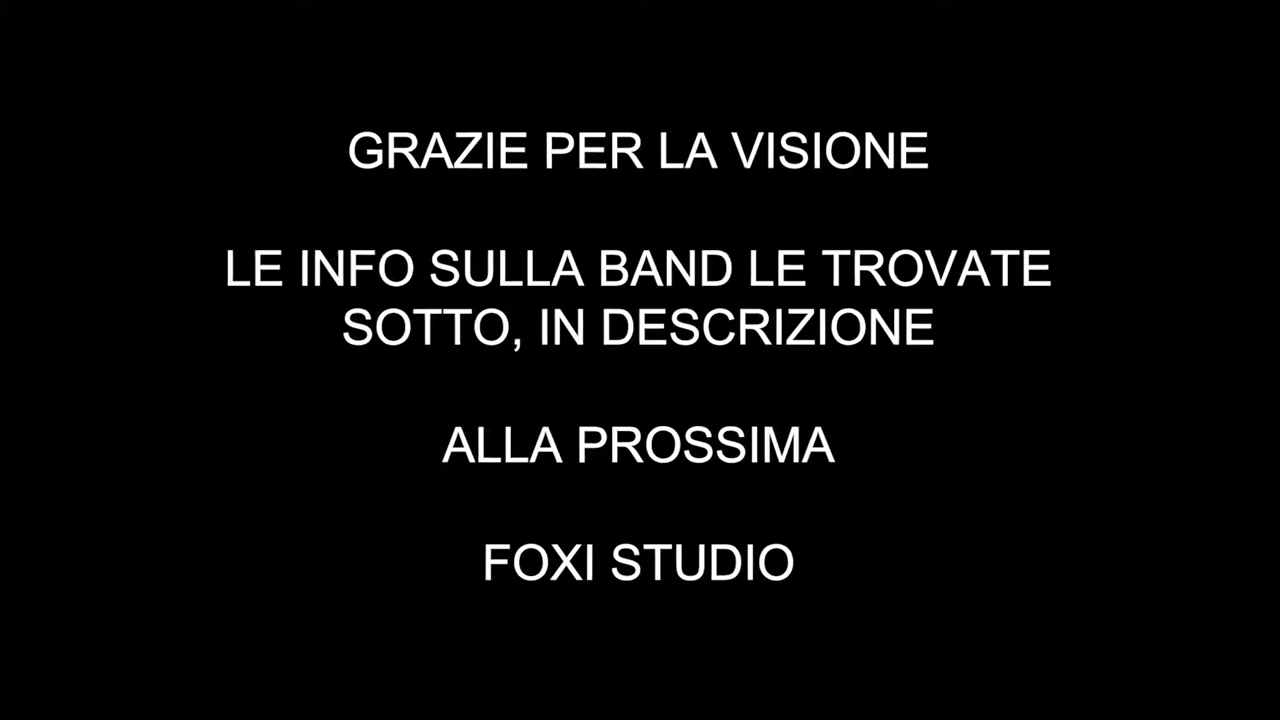 GRAZIE PER LA VISIONE
LE INFO SULLA BAND LE TROVATE
SOTTO, IN DESCRIZIONE
ALLA PROSSIMA
FOXI STUDIO